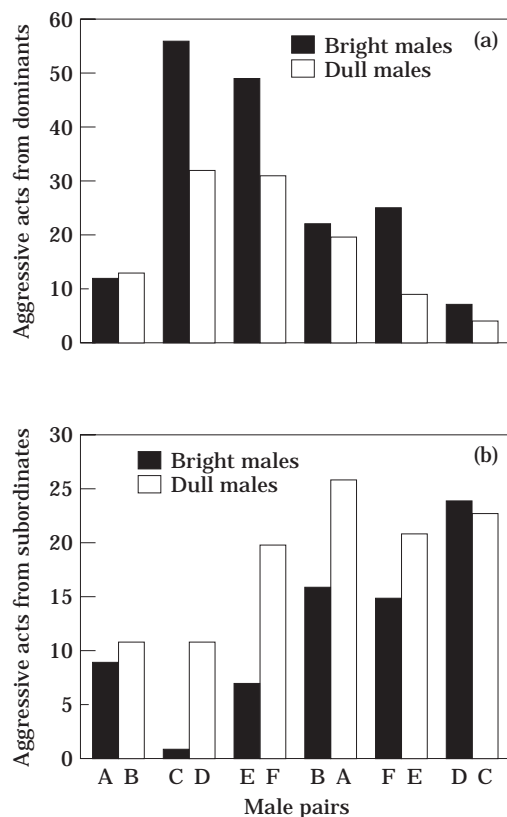 Aggressive acts from dominants
60
50
40
30
20
10
0
(a)
Bright males
Dull males
Aggressive acts from subordinates
30
25
20
15
10
5
0
(b)
Bright males
Dull males
A B C D E F B A F E D C
Male pairs